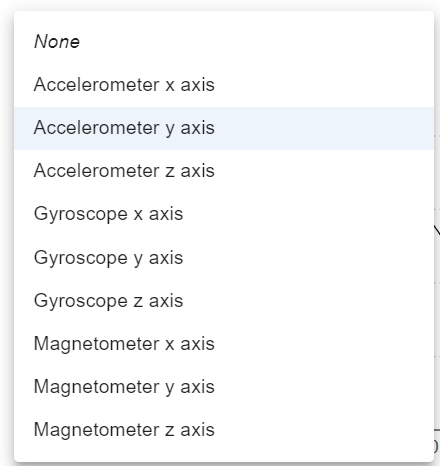 None
Accelerometer x axis
Accelerometer y axis
Accelerometer z axis
Gyroscope x axis
Gyroscope y axis
Gyroscope z axis
Magnetometer x axis
Magnetometer y axis
Magnetometer z axis